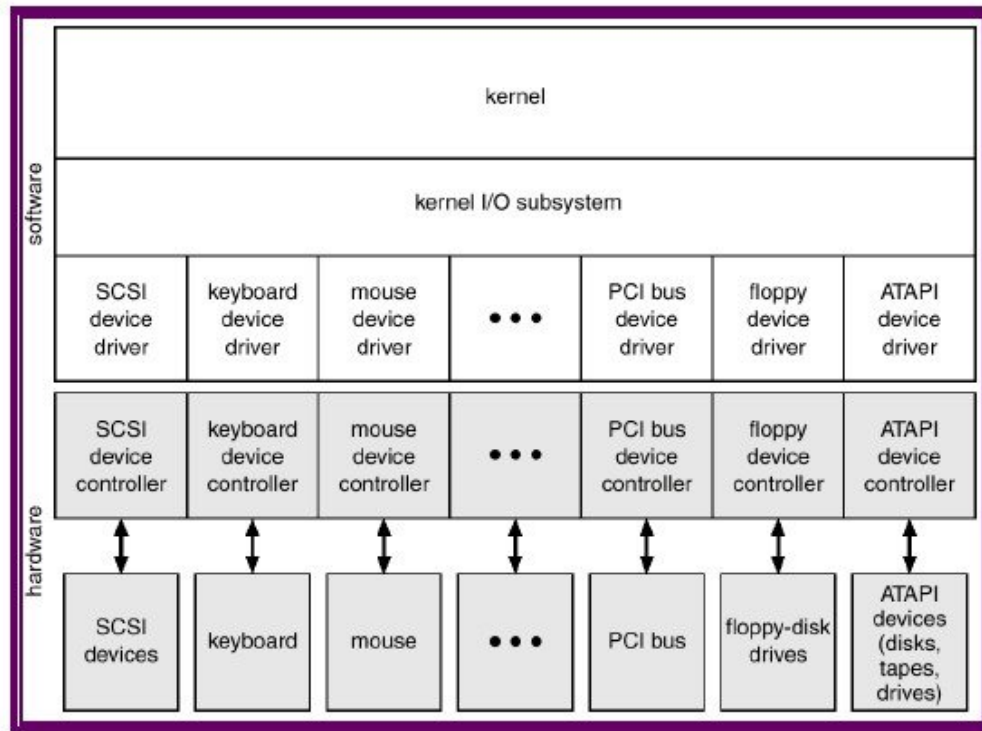 software
kernel
kernel I/O subsystem
SCSI
device
driver
keyboard
device
driver
mouse
device
driver
•••
PCI bus
device
driver
floppy
device
driver
ATAPI
device
driver
hardware
SCSI
device
controller
keyboard
device
controller
mouse
device
controller
•••
PCI bus
device
controller
floppy
device
controller
ATAPI
device
controller
SCSI
devices
keyboard
mouse
•••
PCI bus
floppy-disk
drives
ATAPI
devices
(disks,
tapes,
drives)